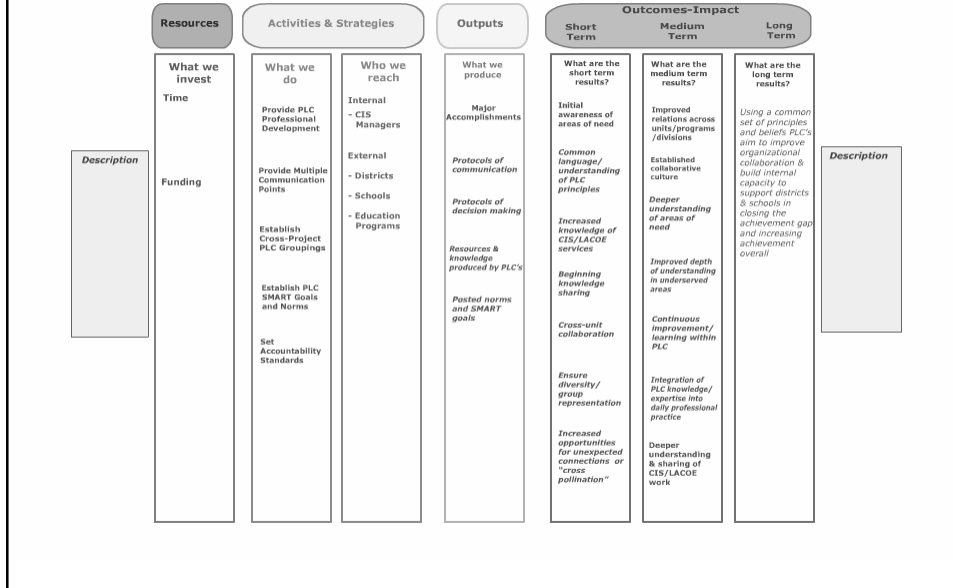 Resources
Activities & Strategies
Outputs
Outcomes-Impact
Short
Term
Medium
Term
Long
Term
Description
What we
invest
Time
Funding
What we
do
Provide PLC
Professional
Development
Provide Multiple
Communication
Points
Establish
Cross-Project
PLC Groupings
Establish PLC
SMART Goals
and Norms
Set
Accountability
Standards
Who we
reach
Internal
- CIS
Managers
External
- Districts
- Schools
- Education
Programs
What we
produce
Major
Accomplishments
Protocols of
communication
Protocols of
decision making
Resources &
knowledge
produced by PLC's
Posted norms
and SMART
goals
What are the
short term
results?
Initial
awareness of
areas of need
Common
language/
understanding
of PLC
principles
Increased
knowledge of
CIS/LACOE
services
Beginning
knowledge
sharing
Cross-unit
collaboration
Ensure
diversity/
group
representation
Increased
opportunities
for unexpected
connections or
"cross
pollination"
What are the
medium term
results?
Improved
relations across
units/programs
/divisions
Established
collaborative
culture
Deeper
understanding
of areas of
need
Improved depth
of understanding
in underserved
areas
Continuous
improvement/
learning within
PLC
Integration of
PLC knowledge/
expertise into
daily professional
practice
Deeper
understanding
& sharing of
CIS/LACOE
work
What are the
long term
results?
Using a common
set of principles
and beliefs PLC's
aim to improve
organizational
collaboration &
build internal
capacity to
support districts
& schools in
closing the
achievement gap
and increasing
achievement
overall
Description